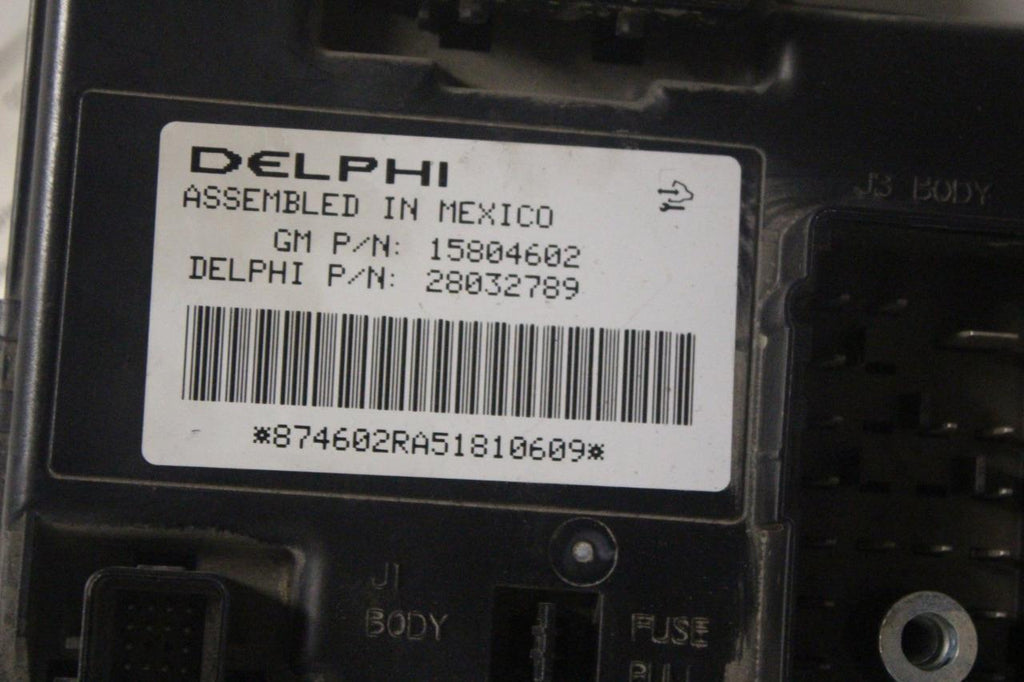 DELPHI
ASSEMBLED IN MEXICO
GM P/N: 15804602
DELPHI P/N: 28032789
*874602RA51810609*
J3 BODY
J1
BODY
FUSE